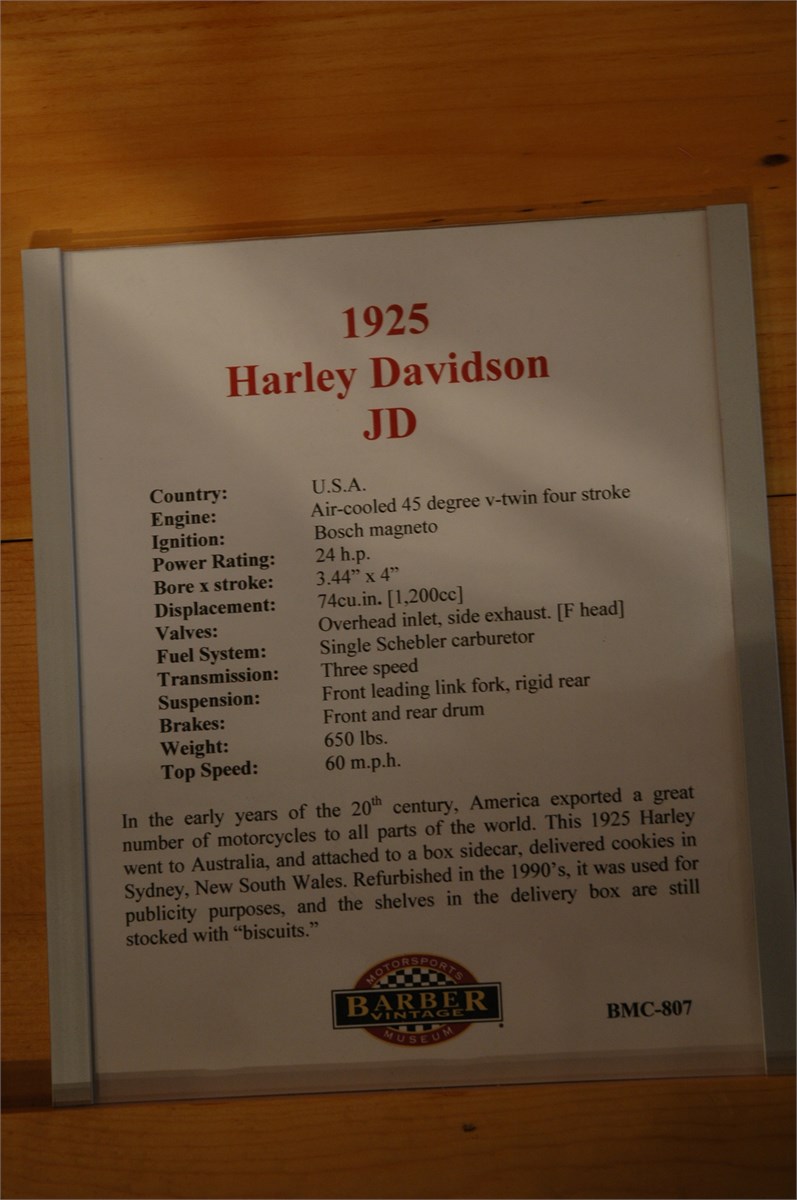 1925
Harley Davidson
JD
Country: U.S.A.
Engine: Air-cooled 45 degree v-twin four stroke
Ignition: Bosch magneto
Power Rating: 24 h.p.
Bore x stroke: 3.44” x 4”
Displacement: 74cu.in. [1,200cc]
Valves: Overhead inlet, side exhaust. [F head]
Fuel System: Single Schebler carburetor
Transmission: Three speed
Suspension: Front leading link fork, rigid rear
Brakes: Front and rear drum
Weight: 650 lbs.
Top Speed: 60 m.p.h.
In the early years of the 20th century, America exported a great
number of motorcycles to all parts of the world. This 1925 Harley
went to Australia, and attached to a box sidecar, delivered cookies in
Sydney, New South Wales. Refurbished in the 1990’s, it was used for
publicity purposes, and the shelves in the delivery box are still
stocked with “biscuits.”
MOTORSPORTS
BARBER
VINTAGE
MUSEUM
BMC-807